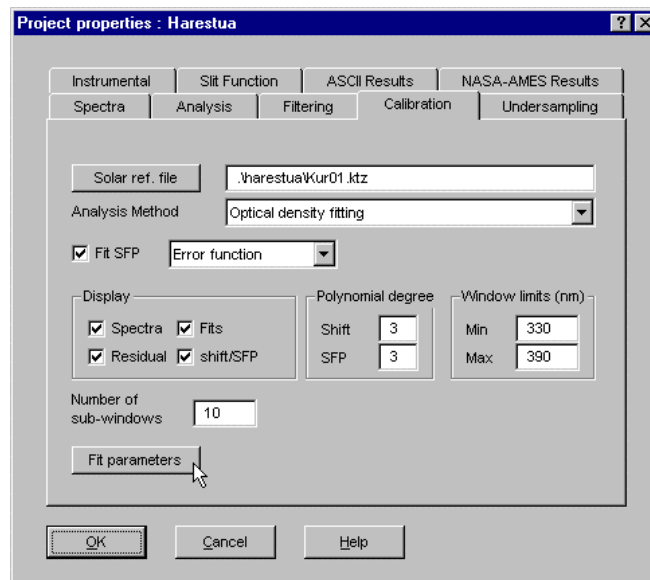 Project properties : Harestua
Instrumental Slit Function ASCII Results NASA-AMES Results
Spectra Analysis Filtering Calibration Undersampling
Solar ref. file .\harestua\Kur01.ktz
Analysis Method Optical density fitting
Fit SFP Error function
Display Polynomial degree Window limits (nm)
Spectra Fits Shift 3 Min 330
Residual shift/SFP SFP 3 Max 390
Number of
sub-windows 10
Fit parameters
OK Cancel Help